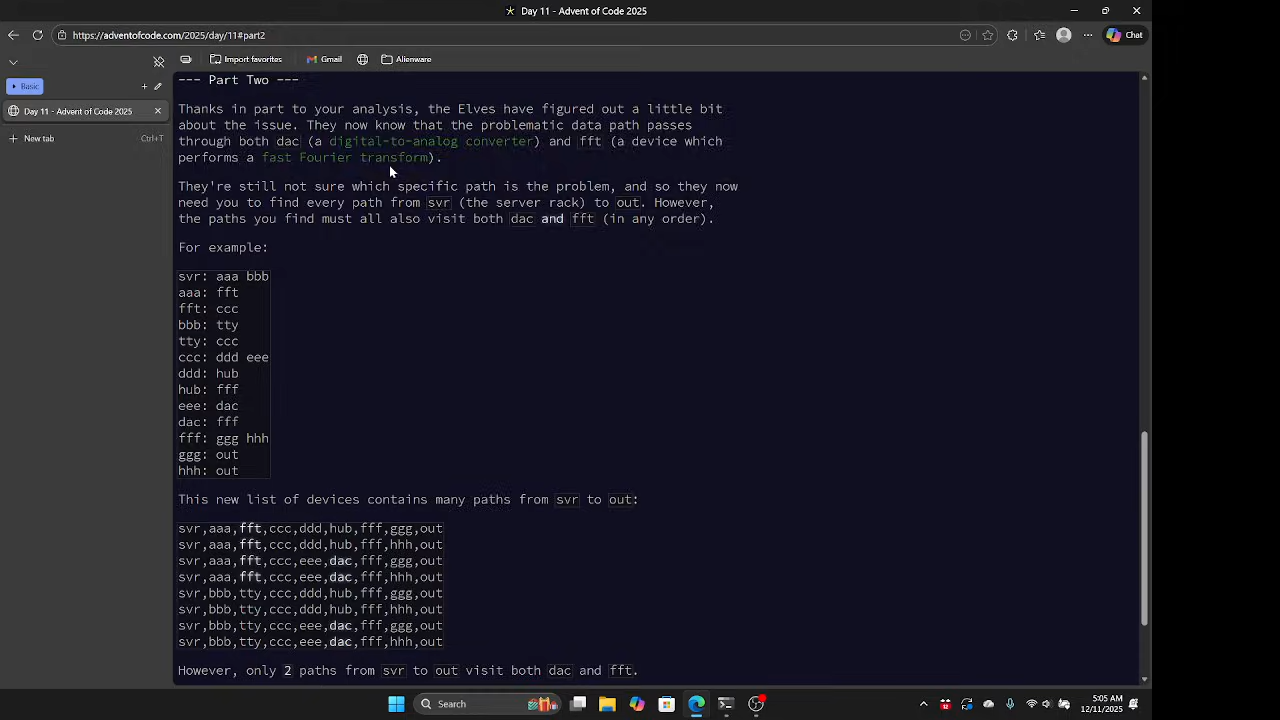 Day 11 - Advent of Code 2025
https://adventofcode.com/2025/day/11#part2
Chat
Import favorites
Gmail
Alienware
Basic
Day 11 - Advent of Code 2025
New tab
Ctrl+T
--- Part Two ---
Thanks in part to your analysis, the Elves have figured out a little bit
about the issue. They now know that the problematic data path passes
through both dac (a digital-to-analog converter) and fft (a device which
performs a fast Fourier transform).
They're still not sure which specific path is the problem, and so they now
need you to find every path from svr (the server rack) to out. However,
the paths you find must all also visit both dac and fft (in any order).
For example:
svr: aaa bbb
aaa: fft
fft: ccc
bbb: tty
tty: ccc
ccc: ddd eee
ddd: hub
hub: fff
eee: dac
dac: fff
fff: ggg hhh
ggg: out
hhh: out
This new list of devices contains many paths from svr to out:
svr,aaa,fft,ccc,ddd,hub,fff,ggg,out
svr,aaa,fft,ccc,ddd,hub,fff,hhh,out
svr,aaa,fft,ccc,eee,dac,fff,ggg,out
svr,aaa,fft,ccc,eee,dac,fff,hhh,out
svr,bbb,tty,ccc,ddd,hub,fff,ggg,out
svr,bbb,tty,ccc,ddd,hub,fff,hhh,out
svr,bbb,tty,ccc,eee,dac,fff,ggg,out
svr,bbb,tty,ccc,eee,dac,fff,hhh,out
However, only 2 paths from svr to out visit both dac and fft.
Search
5:05 AM
12/11/2025